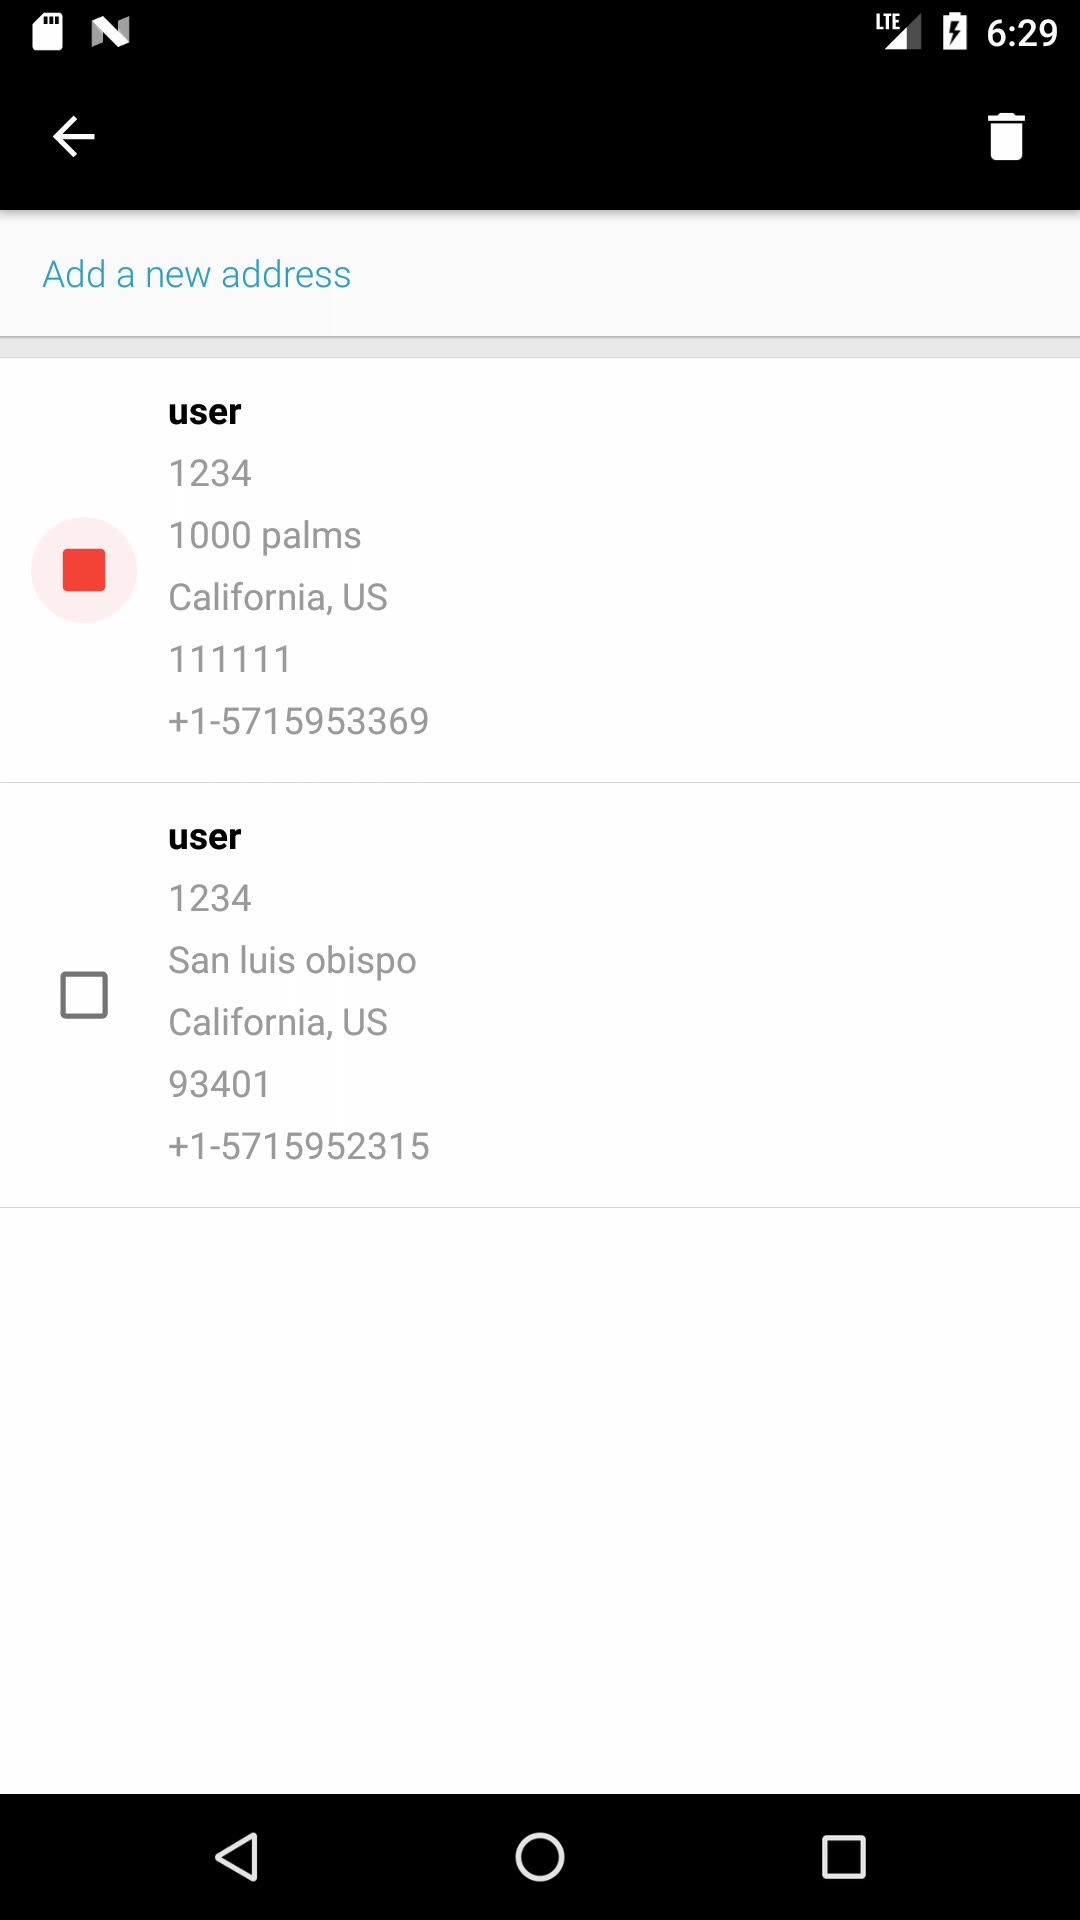 LTE 6:29
Add a new address
user
1234
1000 palms
California, US
111111
+1-5715953369
user
1234
San luis obispo
California, US
93401
+1-5715952315